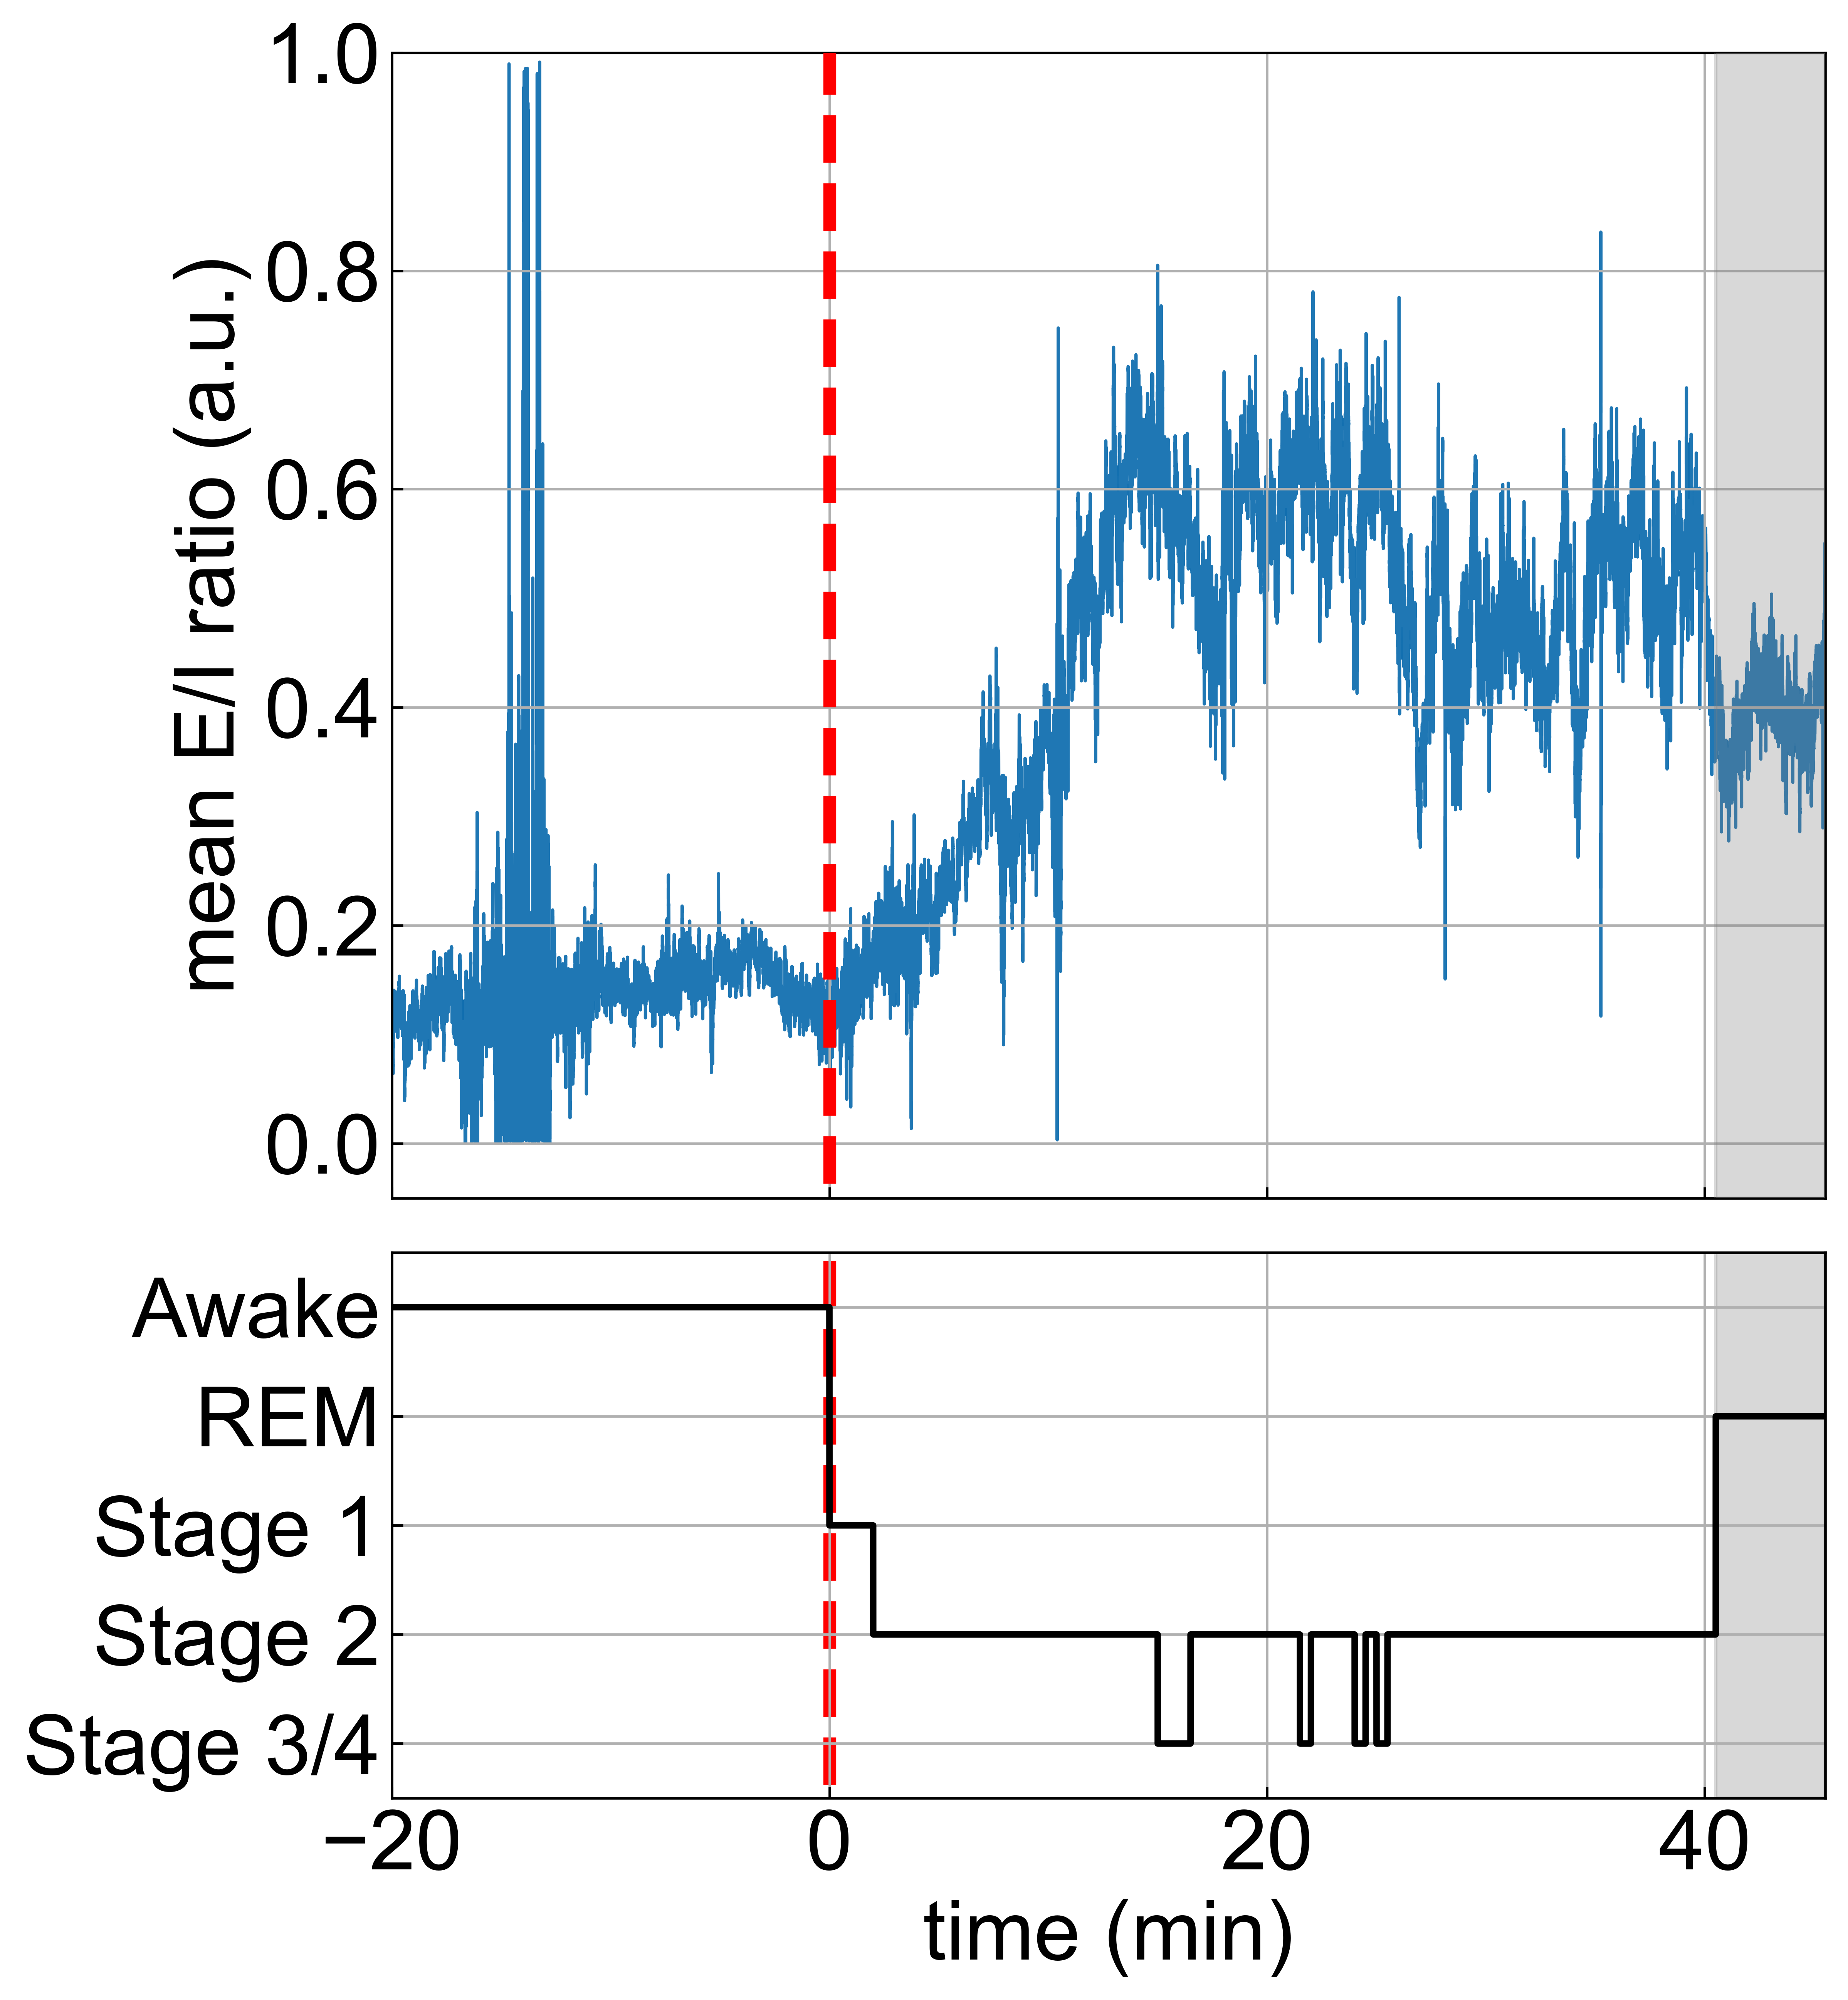 mean E/I ratio (a.u.)
1.0
0.8
0.6
0.4
0.2
0.0
Awake
REM
Stage 1
Stage 2
Stage 3/4
−20 0 20 40
time (min)